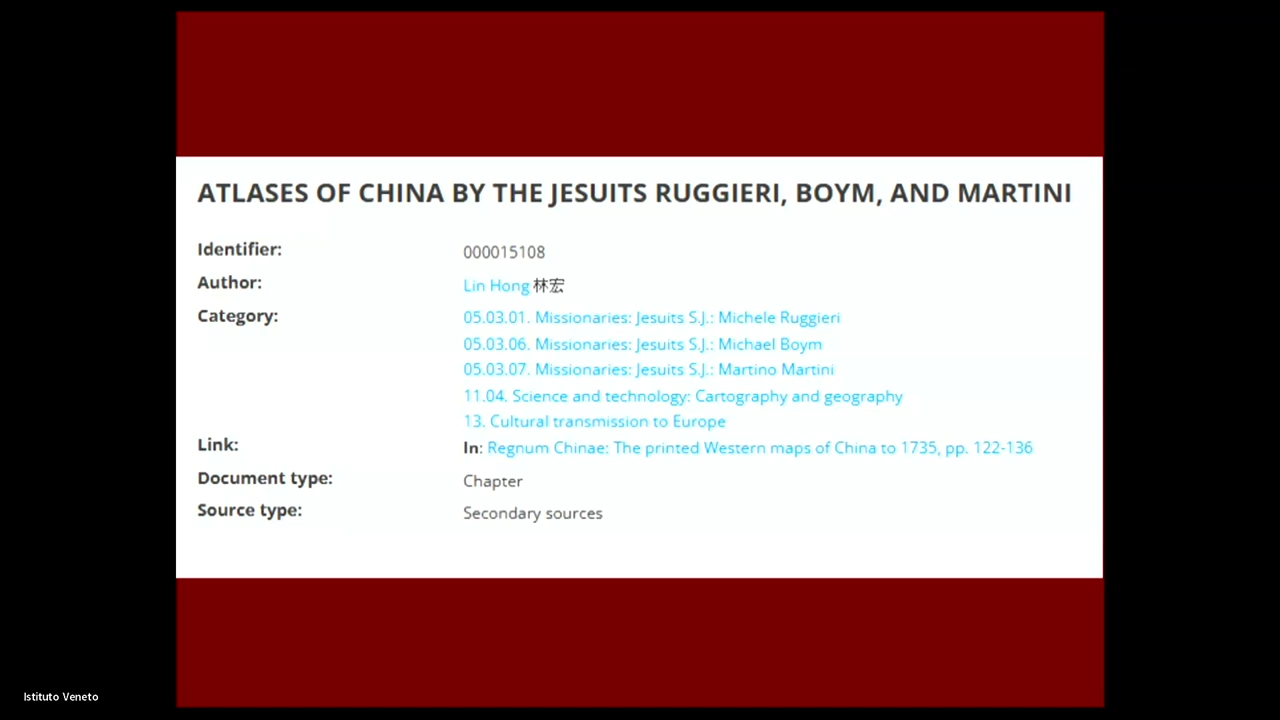 ATLASES OF CHINA BY THE JESUITS RUGGIERI, BOYM, AND MARTINI
Identifier: 000015108
Author: Lin Hong 林宏
Category: 05.03.01. Missionaries: Jesuits S.J.: Michele Ruggieri
05.03.06. Missionaries: Jesuits S.J.: Michael Boym
05.03.07. Missionaries: Jesuits S.J.: Martino Martini
11.04. Science and technology: Cartography and geography
13. Cultural transmission to Europe
Link: In: Regnum Chinae: The printed Western maps of China to 1735, pp. 122-136
Document type: Chapter
Source type: Secondary sources
Istituto Veneto